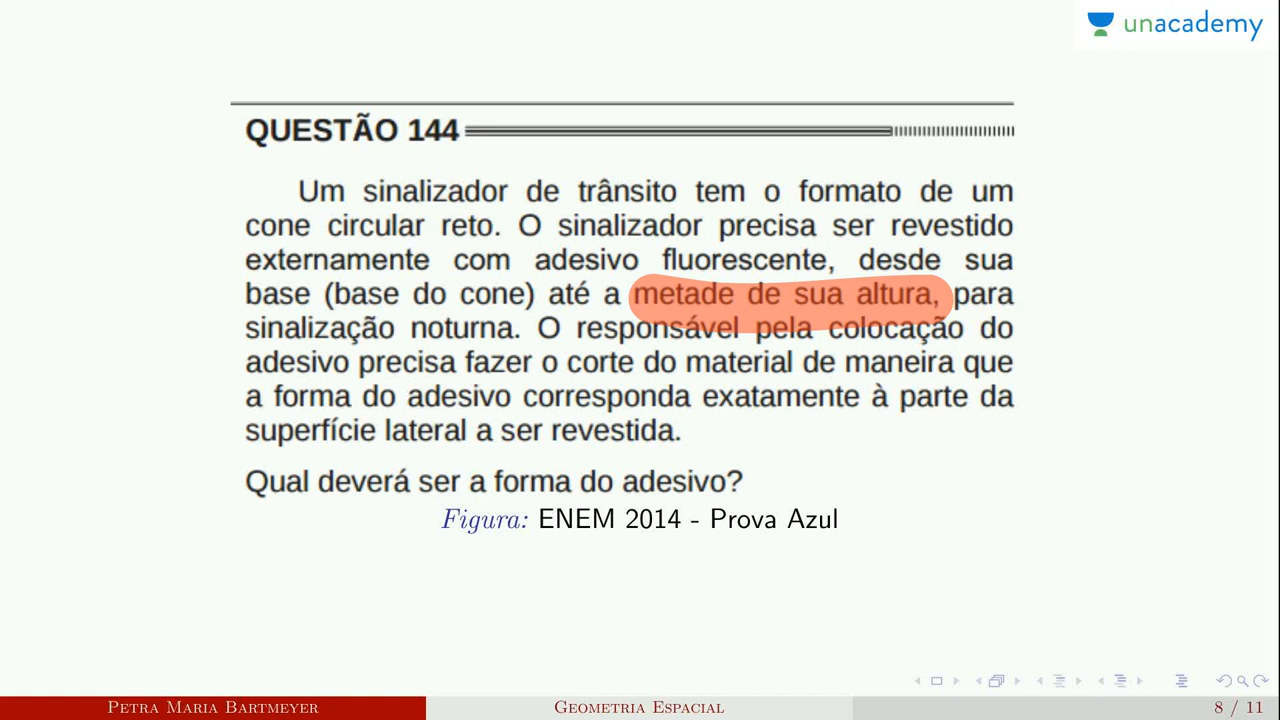 unacademy
QUESTÃO 144
Um sinalizador de trânsito tem o formato de um
cone circular reto. O sinalizador precisa ser revestido
externamente com adesivo fluorescente, desde sua
base (base do cone) até a metade de sua altura, para
sinalização noturna. O responsável pela colocação do
adesivo precisa fazer o corte do material de maneira que
a forma do adesivo corresponda exatamente à parte da
superfície lateral a ser revestida.
Qual deverá ser a forma do adesivo?
Figura: ENEM 2014 - Prova Azul
Petra Maria Bartmeyer
Geometria Espacial
8 / 11